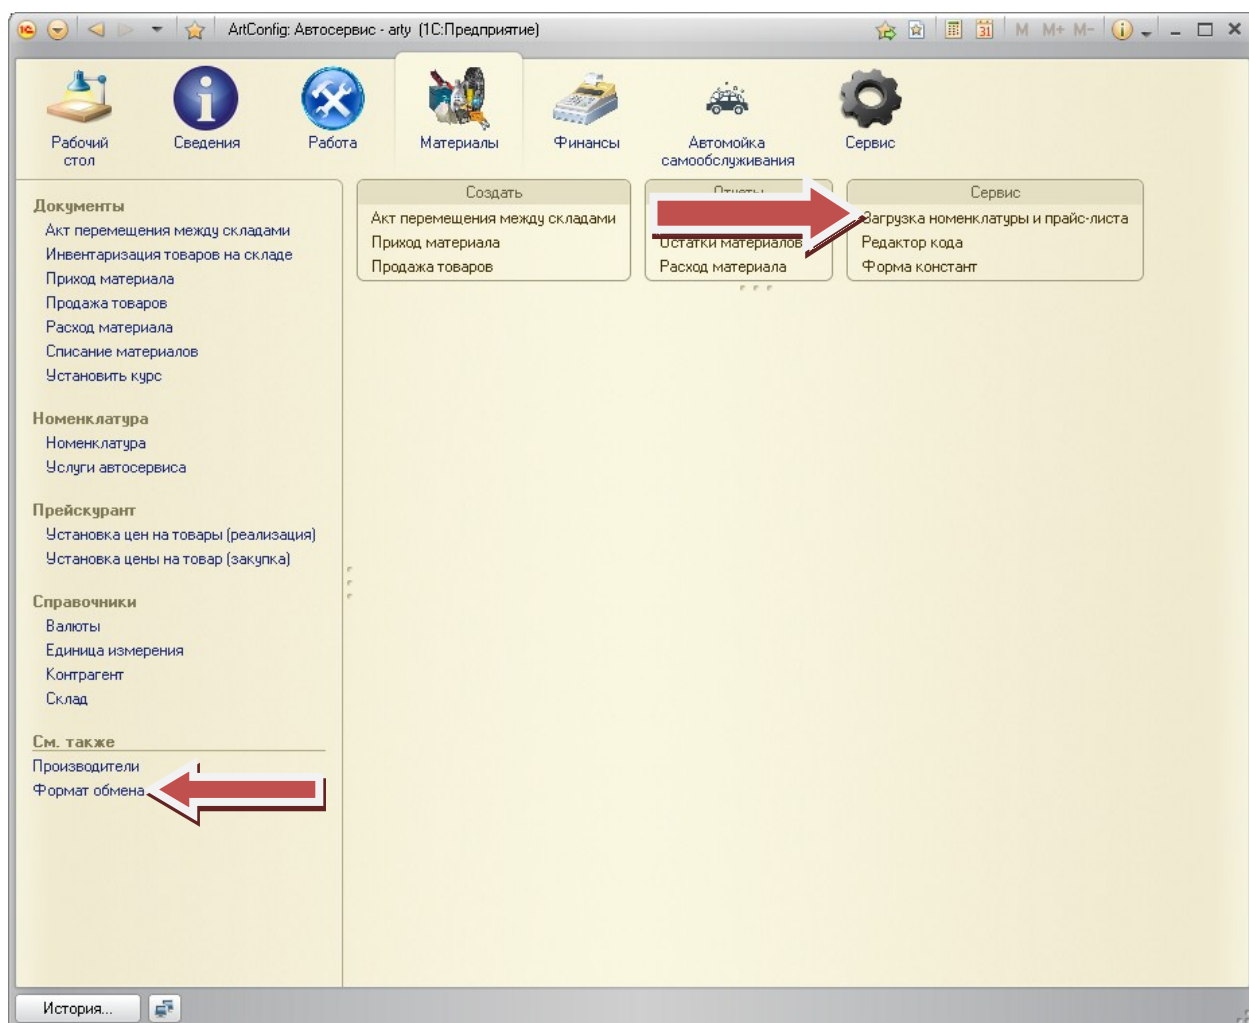 ArtConfig: Автосервис - arty (1С:Предприятие)
31
M M+ M-
Рабочий
стол
Сведения
Работа
Материалы
Финансы
Автомойка
самообслуживания
Сервис
Документы
Акт перемещения между складами
Инвентаризация товаров на складе
Приход материала
Продажа товаров
Расход материала
Списание материалов
Установить курс
Номенклатура
Номенклатура
Услуги автосервиса
Прейскурант
Установка цен на товары (реализация)
Установка цены на товар (закупка)
Справочники
Валюты
Единица измерения
Контрагент
Склад
См. также
Производители
Формат обмена
Создать
Акт перемещения между складами
Приход материала
Продажа товаров
Отчеты
Остатки материалов
Расход материала
Сервис
Загрузка номенклатуры и прайс-листа
Редактор кода
Форма констант
История...